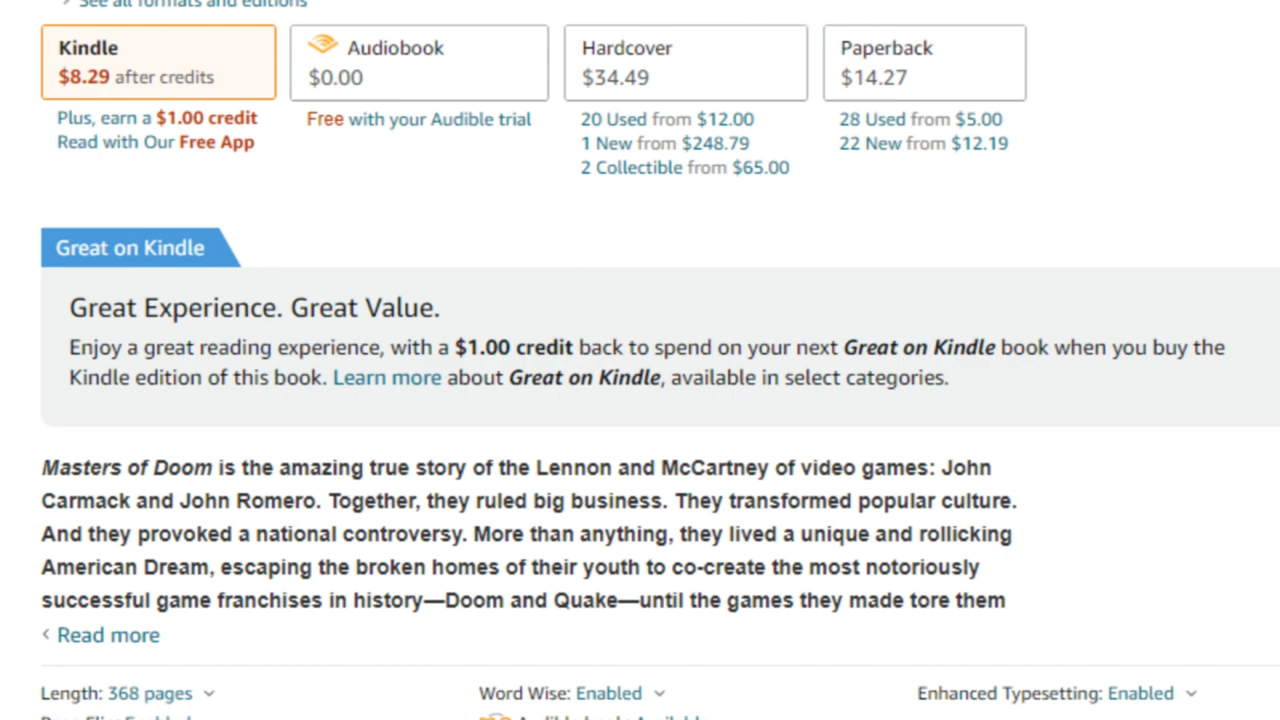 See all formats and editions
Kindle
$8.29 after credits
Plus, earn a $1.00 credit
Read with Our Free App
Audiobook
$0.00
Free with your Audible trial
Hardcover
$34.49
20 Used from $12.00
1 New from $248.79
2 Collectible from $65.00
Paperback
$14.27
28 Used from $5.00
22 New from $12.19
Great on Kindle
Great Experience. Great Value.
Enjoy a great reading experience, with a $1.00 credit back to spend on your next Great on Kindle book when you buy the
Kindle edition of this book. Learn more about Great on Kindle, available in select categories.
Masters of Doom is the amazing true story of the Lennon and McCartney of video games: John
Carmack and John Romero. Together, they ruled big business. They transformed popular culture.
And they provoked a national controversy. More than anything, they lived a unique and rollicking
American Dream, escaping the broken homes of their youth to co-create the most notoriously
successful game franchises in history—Doom and Quake—until the games they made tore them
Read more
Length: 368 pages
Word Wise: Enabled
Enhanced Typesetting: Enabled